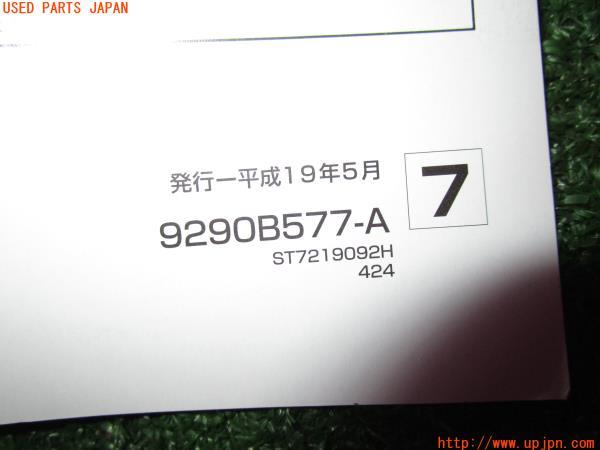 USED PARTS JAPAN
発行ー平成19年5月
7
9290B577-A
ST7219092H
424
http://www.upjpn.com